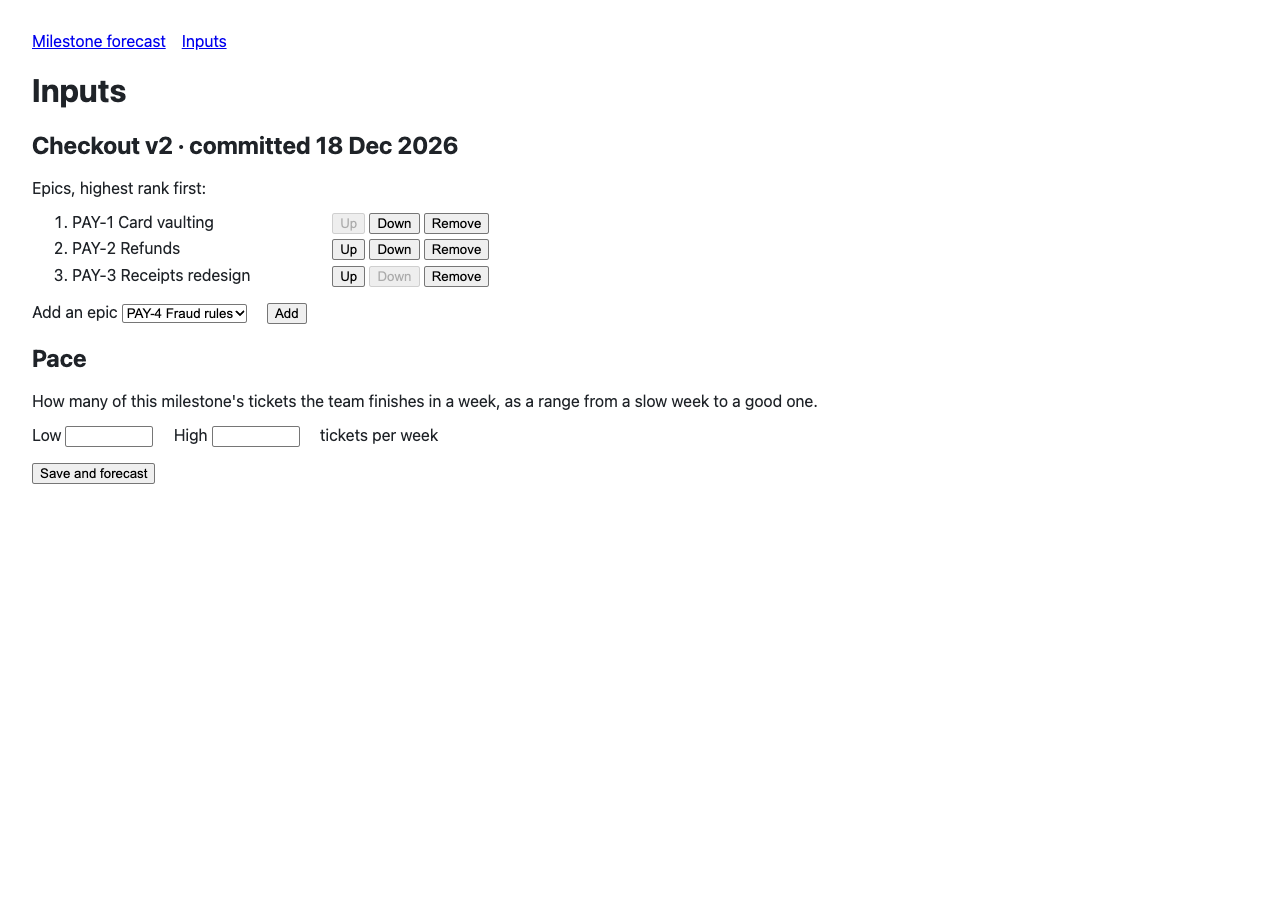 Milestone forecast Inputs
Inputs
Checkout v2 · committed 18 Dec 2026
Epics, highest rank first:
1. PAY-1 Card vaulting Up Down Remove
2. PAY-2 Refunds Up Down Remove
3. PAY-3 Receipts redesign Up Down Remove
Add an epic PAY-4 Fraud rules Add
Pace
How many of this milestone's tickets the team finishes in a week, as a range from a slow week to a good one.
Low High tickets per week
Save and forecast